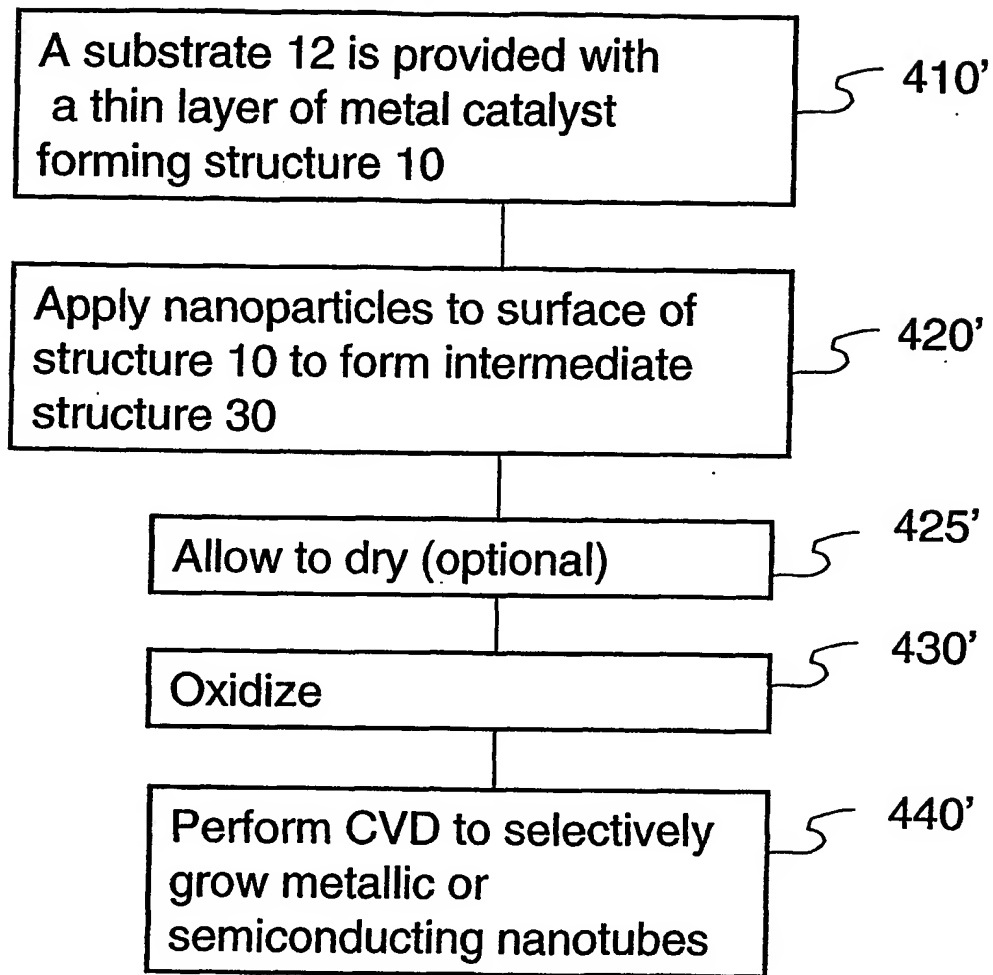 A substrate 12 is provided with
a thin layer of metal catalyst
forming structure 10
410'
Apply nanoparticles to surface of
structure 10 to form intermediate
structure 30
420'
Allow to dry (optional)
425'
Oxidize
430'
Perform CVD to selectively
grow metallic or
semiconducting nanotubes
440'